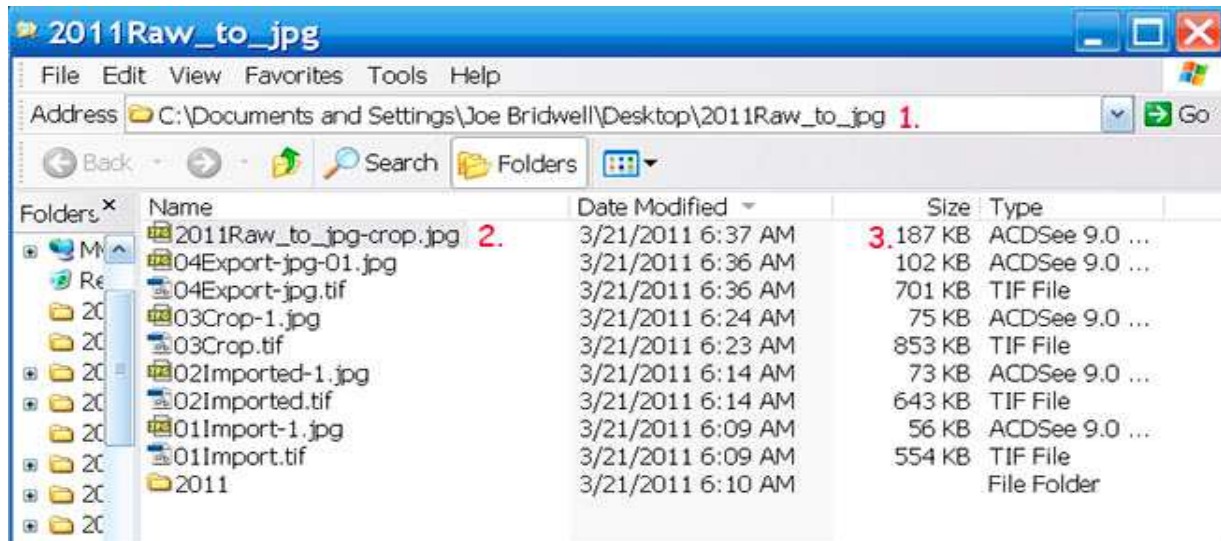 2011Raw_to_jpg
File Edit View Favorites Tools Help
Address C:\Documents and Settings\Joe Bridwell\Desktop\2011Raw_to_jpg 1. Go
Back Search Folders
Folders Name Date Modified Size Type
2011Raw_to_jpg-crop.jpg 2. 3/21/2011 6:37 AM 3. 187 KB ACDSee 9.0 ...
04Export-jpg-01.jpg 3/21/2011 6:36 AM 102 KB ACDSee 9.0 ...
04Export-jpg.tif 3/21/2011 6:36 AM 701 KB TIF File
03Crop-1.jpg 3/21/2011 6:24 AM 75 KB ACDSee 9.0 ...
03Crop.tif 3/21/2011 6:23 AM 853 KB TIF File
02Imported-1.jpg 3/21/2011 6:14 AM 73 KB ACDSee 9.0 ...
02Imported.tif 3/21/2011 6:14 AM 643 KB TIF File
01Import-1.jpg 3/21/2011 6:09 AM 56 KB ACDSee 9.0 ...
01Import.tif 3/21/2011 6:09 AM 554 KB TIF File
2011 3/21/2011 6:10 AM File Folder